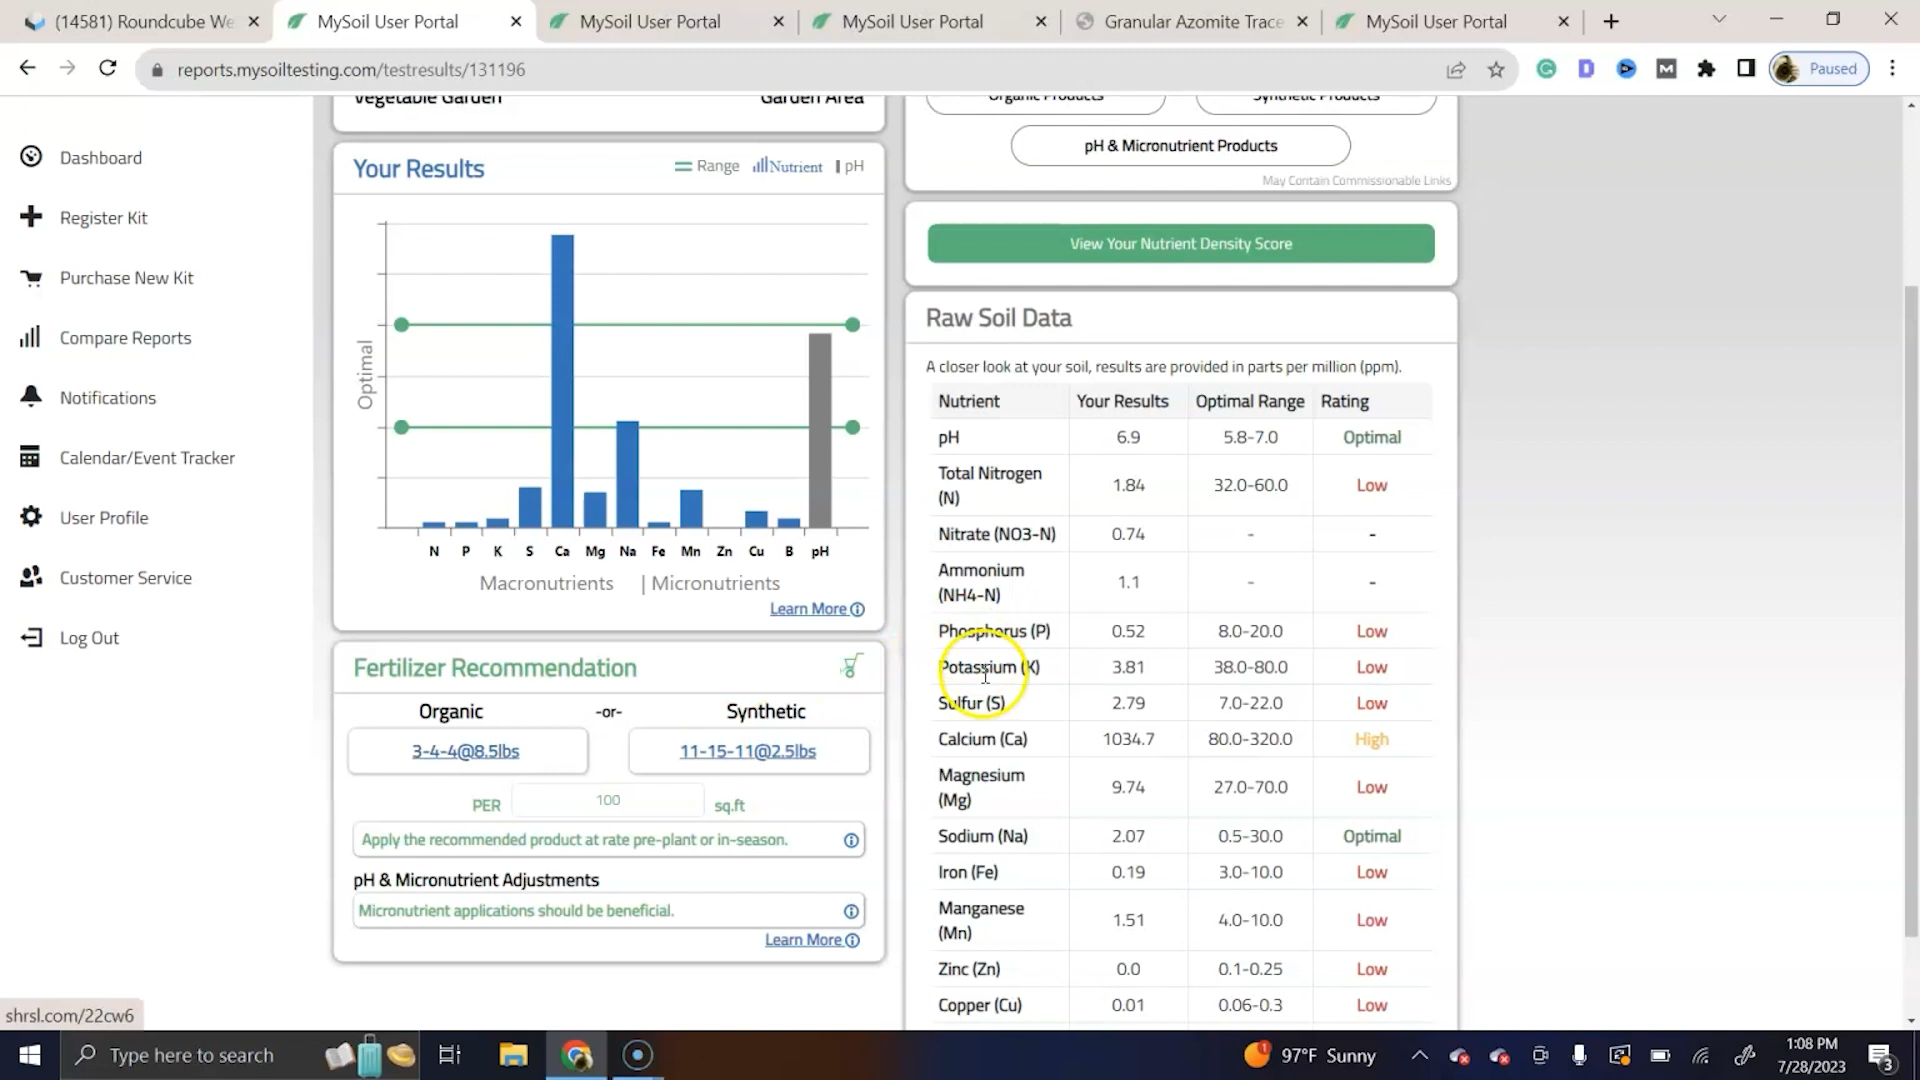 (14581) Roundcube We
MySoil User Portal
MySoil User Portal
MySoil User Portal
Granular Azomite Trace
MySoil User Portal
reports.mysoiltesting.com/testresults/131196
Paused
Dashboard
Register Kit
Purchase New Kit
Compare Reports
Notifications
Calendar/Event Tracker
User Profile
Customer Service
Log Out
Vegetable Garden
Garden Area
Your Results
Range
Nutrient
pH
Optimal
N P K S Ca Mg Na Fe Mn Zn Cu B pH
Macronutrients | Micronutrients
Learn More
Fertilizer Recommendation
Organic -or- Synthetic
3-4-4@8.5lbs 11-15-11@2.5lbs
PER 100 sq.ft
Apply the recommended product at rate pre-plant or in-season.
pH & Micronutrient Adjustments
Micronutrient applications should be beneficial.
Learn More
Organic Products
Synthetic Products
pH & Micronutrient Products
May Contain Commissionable Links
View Your Nutrient Density Score
Raw Soil Data
A closer look at your soil, results are provided in parts per million (ppm).
Nutrient Your Results Optimal Range Rating
pH 6.9 5.8-7.0 Optimal
Total Nitrogen
(N) 1.84 32.0-60.0 Low
Nitrate (NO3-N) 0.74 - -
Ammonium
(NH4-N) 1.1 - -
Phosphorus (P) 0.52 8.0-20.0 Low
Potassium (K) 3.81 38.0-80.0 Low
Sulfur (S) 2.79 7.0-22.0 Low
Calcium (Ca) 1034.7 80.0-320.0 High
Magnesium
(Mg) 9.74 27.0-70.0 Low
Sodium (Na) 2.07 0.5-30.0 Optimal
Iron (Fe) 0.19 3.0-10.0 Low
Manganese
(Mn) 1.51 4.0-10.0 Low
Zinc (Zn) 0.0 0.1-0.25 Low
Copper (Cu) 0.01 0.06-0.3 Low
shrsl.com/22cw6
Type here to search
97°F Sunny
1:08 PM
7/28/2023
3